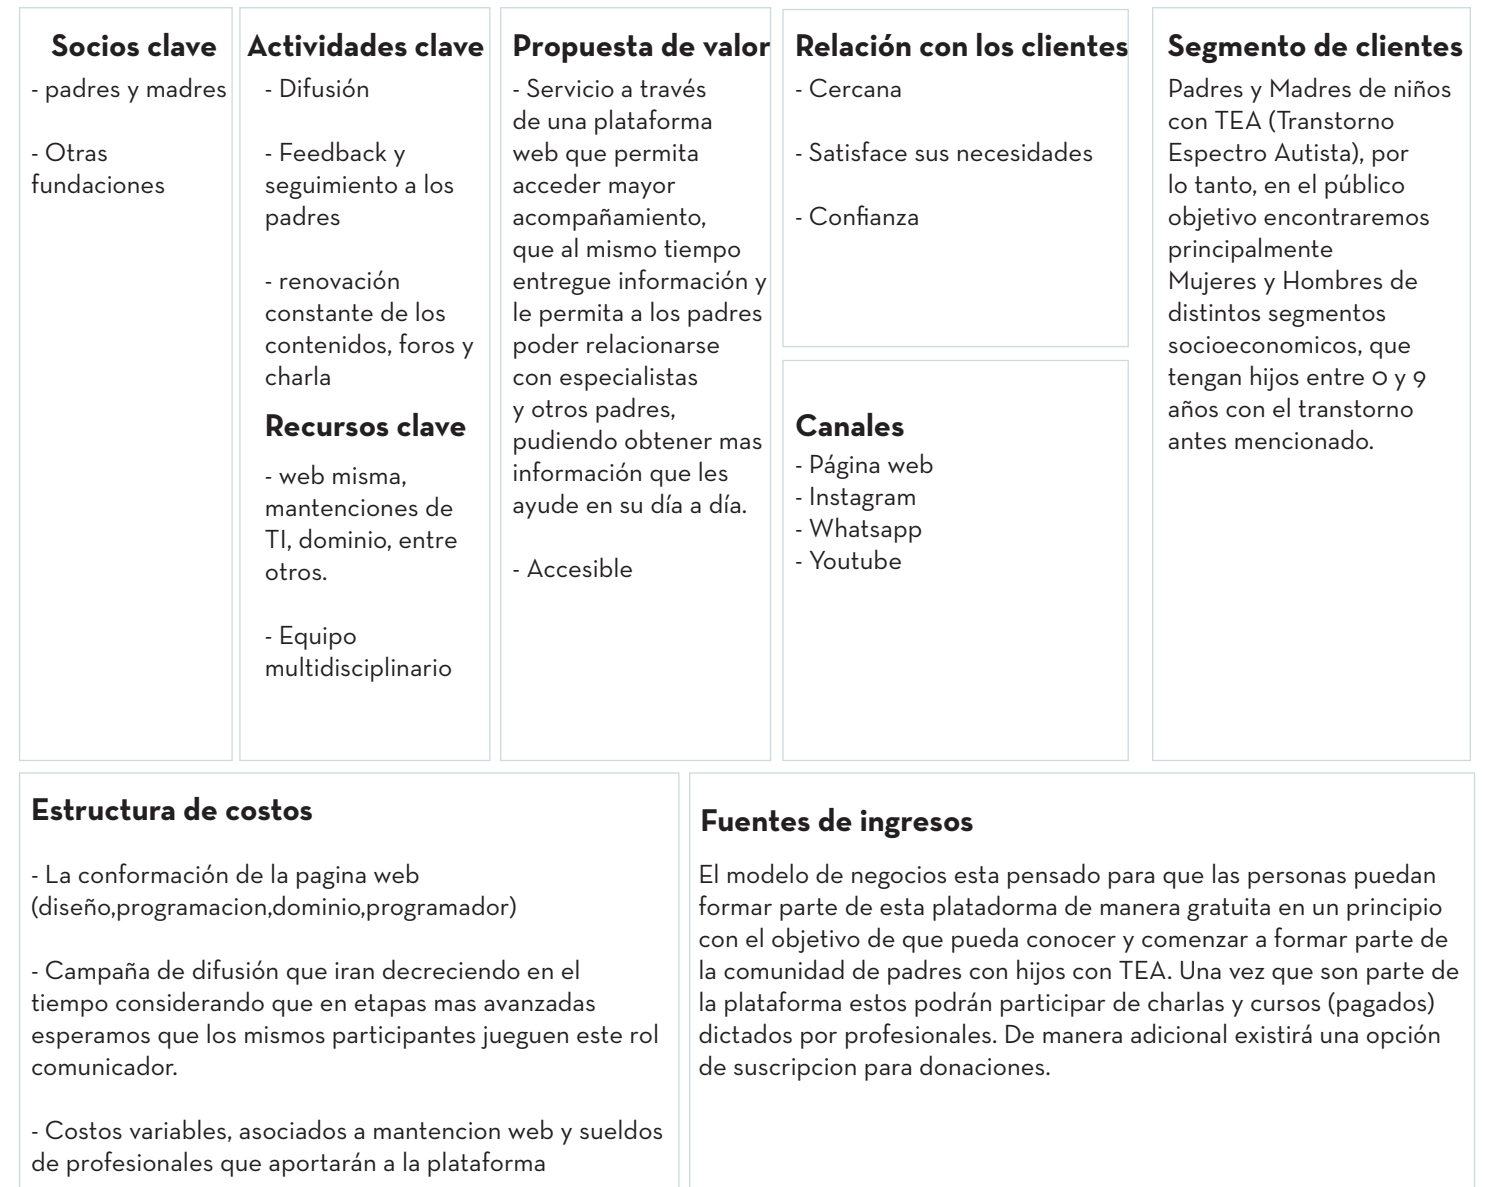 Socios clave
- padres y madres
- Otras
fundaciones
Actividades clave
- Difusión
- Feedback y
seguimiento a los
padres
- renovación
constante de los
contenidos, foros y
charla
Recursos clave
- web misma,
mantenciones de
TI, dominio, entre
otros.
- Equipo
multidisciplinario
Propuesta de valor
- Servicio a través
de una plataforma
web que permita
acceder mayor
acompañamiento,
que al mismo tiempo
entregue información y
le permita a los padres
poder relacionarse
con especialistas
y otros padres,
pudiendo obtener mas
información que les
ayude en su día a día.
- Accesible
Relación con los clientes
- Cercana
- Satisface sus necesidades
- Confianza
Canales
- Página web
- Instagram
- Whatsapp
- Youtube
Segmento de clientes
Padres y Madres de niños
con TEA (Transtorno
Espectro Autista), por
lo tanto, en el público
objetivo encontraremos
principalmente
Mujeres y Hombres de
distintos segmentos
socioeconomicos, que
tengan hijos entre 0 y 9
años con el transtorno
antes mencionado.
Estructura de costos
- La conformación de la pagina web
(diseño,programacion,dominio,programador)
- Campaña de difusión que iran decreciendo en el
tiempo considerando que en etapas mas avanzadas
esperamos que los mismos participantes jueguen este rol
comunicador.
- Costos variables, asociados a mantencion web y sueldos
de profesionales que aportarán a la plataforma
Fuentes de ingresos
El modelo de negocios esta pensado para que las personas puedan
formar parte de esta platadorma de manera gratuita en un principio
con el objetivo de que pueda conocer y comenzar a formar parte de
la comunidad de padres con hijos con TEA. Una vez que son parte de
la plataforma estos podrán participar de charlas y cursos (pagados)
dictados por profesionales. De manera adicional existirá una opción
de suscripcion para donaciones.